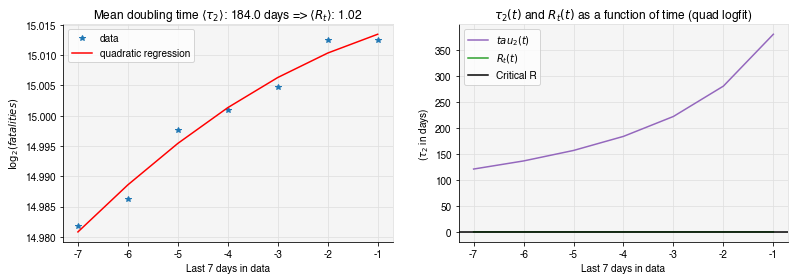 Mean doubling time ⟨τ₂⟩: 184.0 days => ⟨Rₜ⟩: 1.02
15.015
15.010
15.005
15.000
14.995
14.990
14.985
14.980
log₂(fatalities)
data
quadratic regression
-7 -6 -5 -4 -3 -2 -1
Last 7 days in data
τ₂(t) and Rₜ(t) as a function of time (quad logfit)
350
300
250
200
150
100
50
0
(τ₂ in days)
tau₂(t)
Rₜ(t)
Critical R
-7 -6 -5 -4 -3 -2 -1
Last 7 days in data